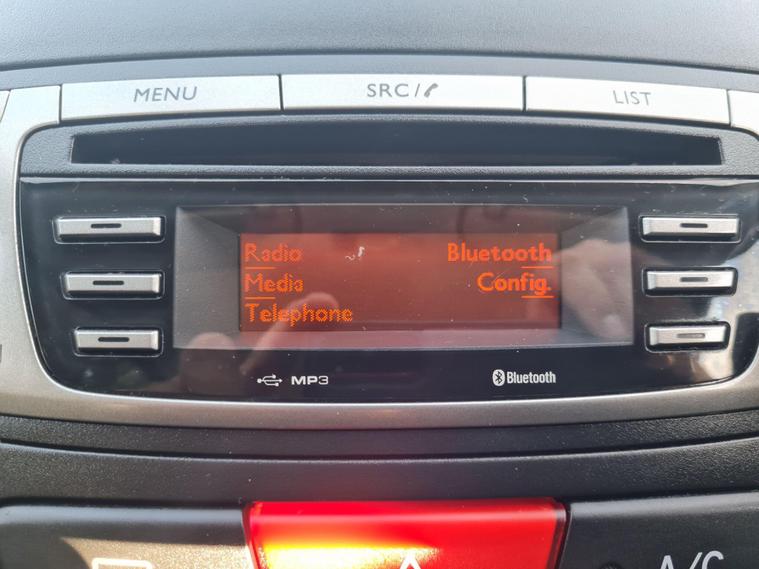 MENU SRC/ LIST
Radio Bluetooth
Media Config.
Telephone
MP3 Bluetooth
A/C